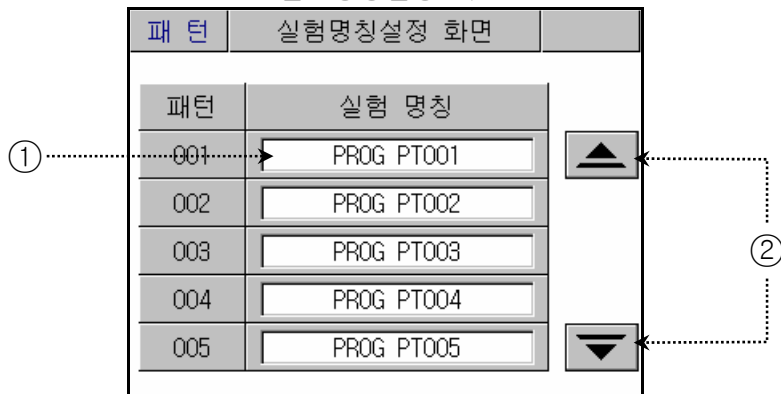 패 턴 실험명칭설정 화면
패턴 실험 명칭
① 001 PROG PT001
002 PROG PT002
②
003 PROG PT003
004 PROG PT004
005 PROG PT005